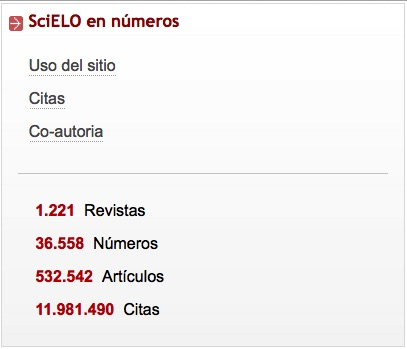 SciELO en números
Uso del sitio
Citas
Co-autoria
1.221 Revistas
36.558 Números
532.542 Artículos
11.981.490 Citas